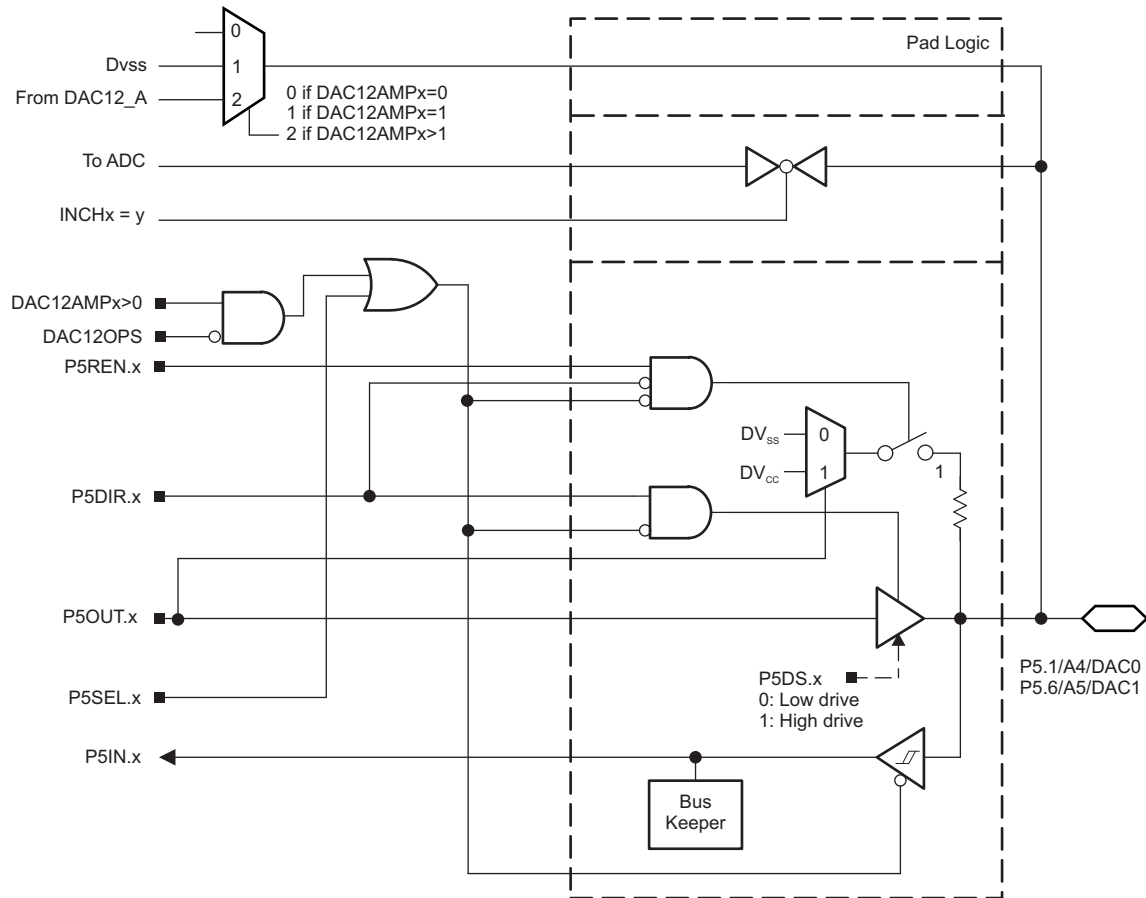 0
Pad Logic
Dvss
1
From DAC12_A
2
0 if DAC12AMPx=0
1 if DAC12AMPx=1
2 if DAC12AMPx>1
To ADC
INCHx = y
DAC12AMPx>0
DAC12OPS
P5REN.x
DVSS
0
DVCC
1
1
P5DIR.x
P5OUT.x
P5DS.x
0: Low drive
1: High drive
P5.1/A4/DAC0
P5.6/A5/DAC1
P5SEL.x
P5IN.x
Bus
Keeper